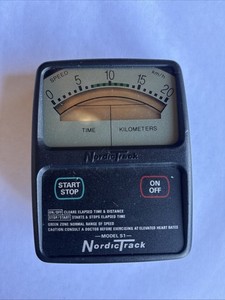 SPEED km/h
0 5 10 15 20
TIME KILOMETERS
NordicTrack
START STOP
ON OFF
ON/OFF CLEARS ELAPSED TIME & DISTANCE
STOP/START STARTS & STOPS ELAPSED TIME
GREEN ZONE: NORMAL RANGE OF SPEED
CAUTION: CONSULT A DOCTOR BEFORE EXERCISING AT ELEVATED HEART RATES
MODEL S1
NordicTrack